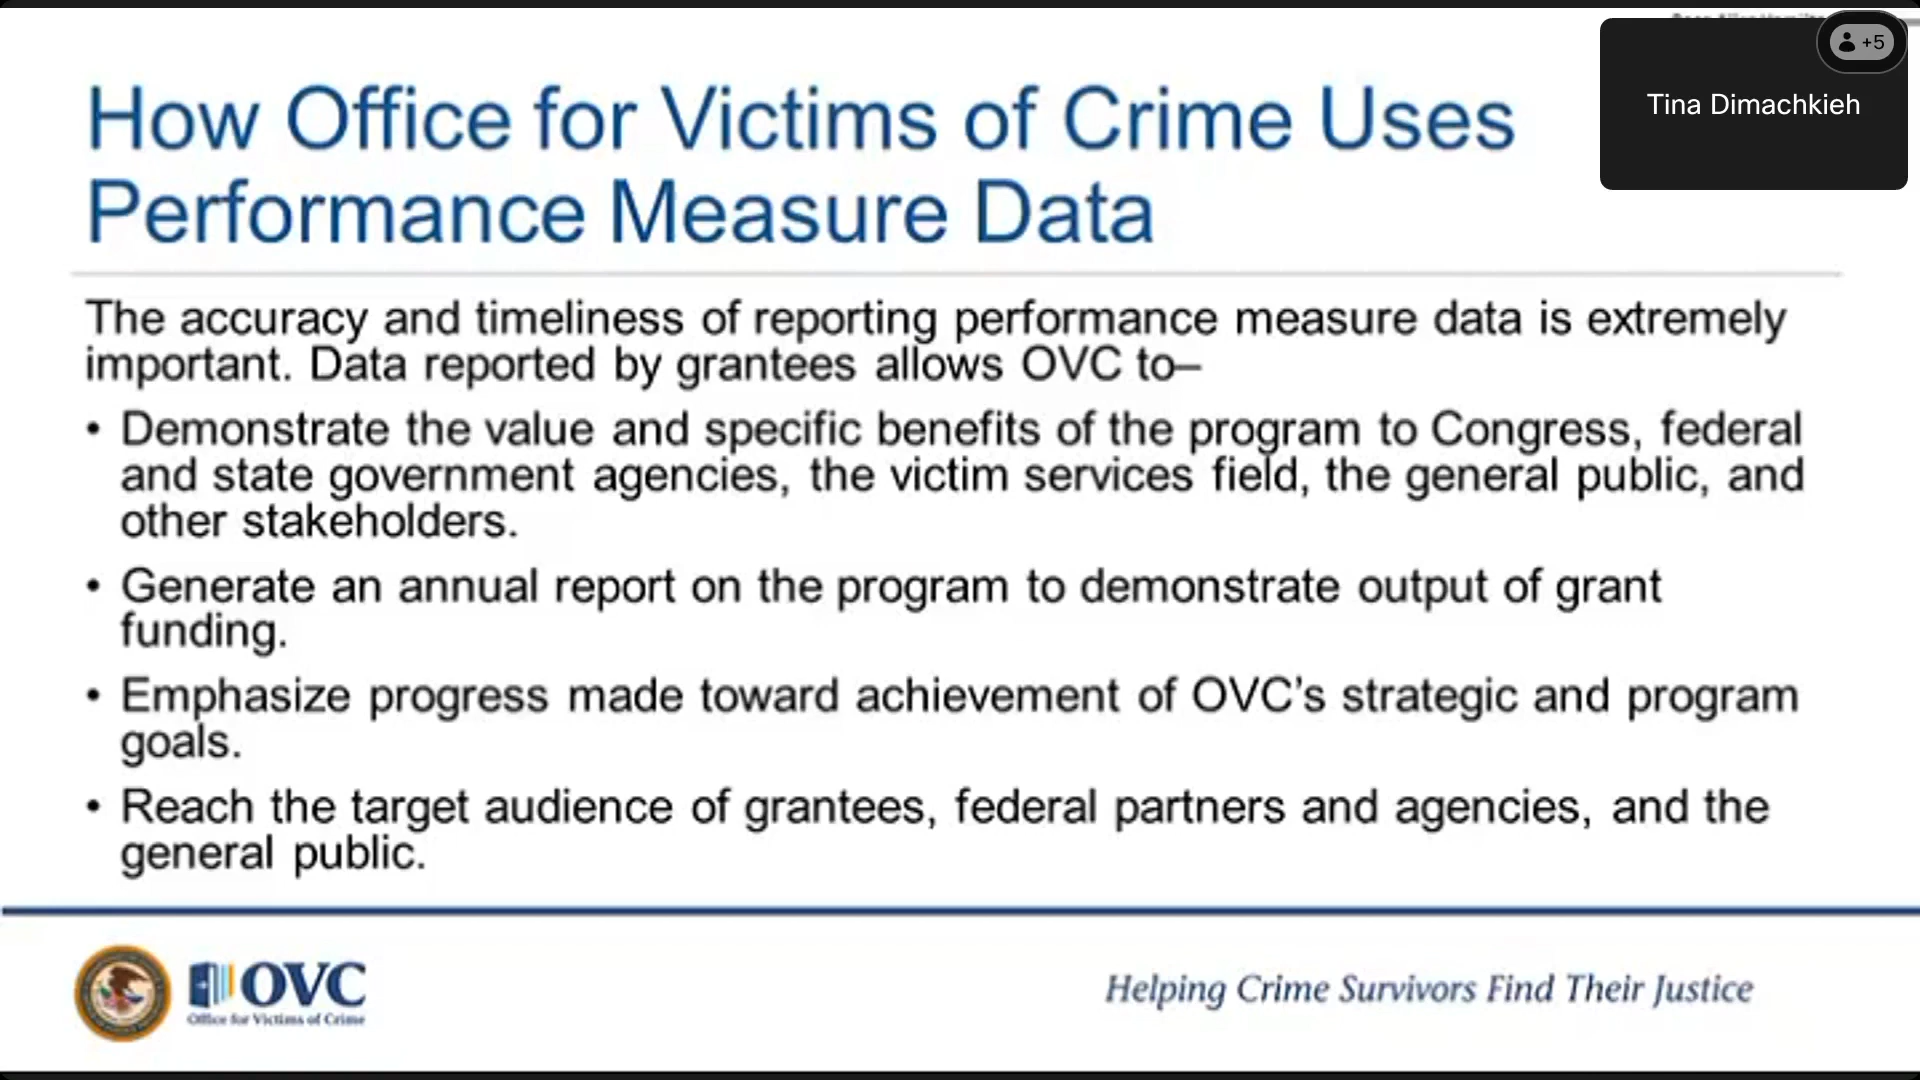 How Office for Victims of Crime Uses
Performance Measure Data
+5
Tina Dimachkieh
The accuracy and timeliness of reporting performance measure data is extremely
important. Data reported by grantees allows OVC to–
• Demonstrate the value and specific benefits of the program to Congress, federal
and state government agencies, the victim services field, the general public, and
other stakeholders.
• Generate an annual report on the program to demonstrate output of grant
funding.
• Emphasize progress made toward achievement of OVC’s strategic and program
goals.
• Reach the target audience of grantees, federal partners and agencies, and the
general public.
OVC
Office for Victims of Crime
Helping Crime Survivors Find Their Justice